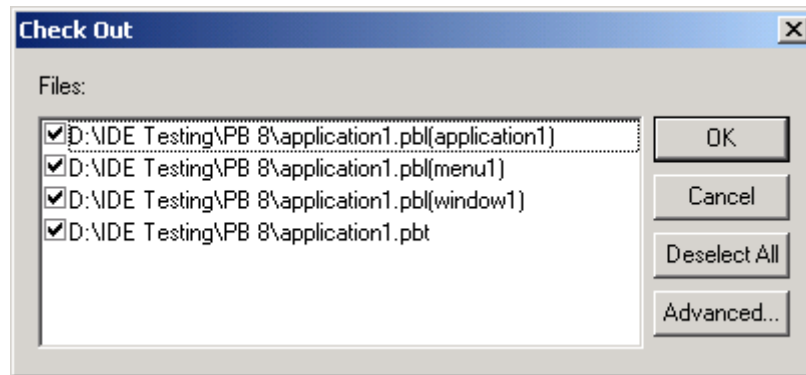 Check Out
Files:
D:\IDE Testing\PB 8\application1.pbl(application1)
D:\IDE Testing\PB 8\application1.pbl(menu1)
D:\IDE Testing\PB 8\application1.pbl(window1)
D:\IDE Testing\PB 8\application1.pbt
OK
Cancel
Deselect All
Advanced...